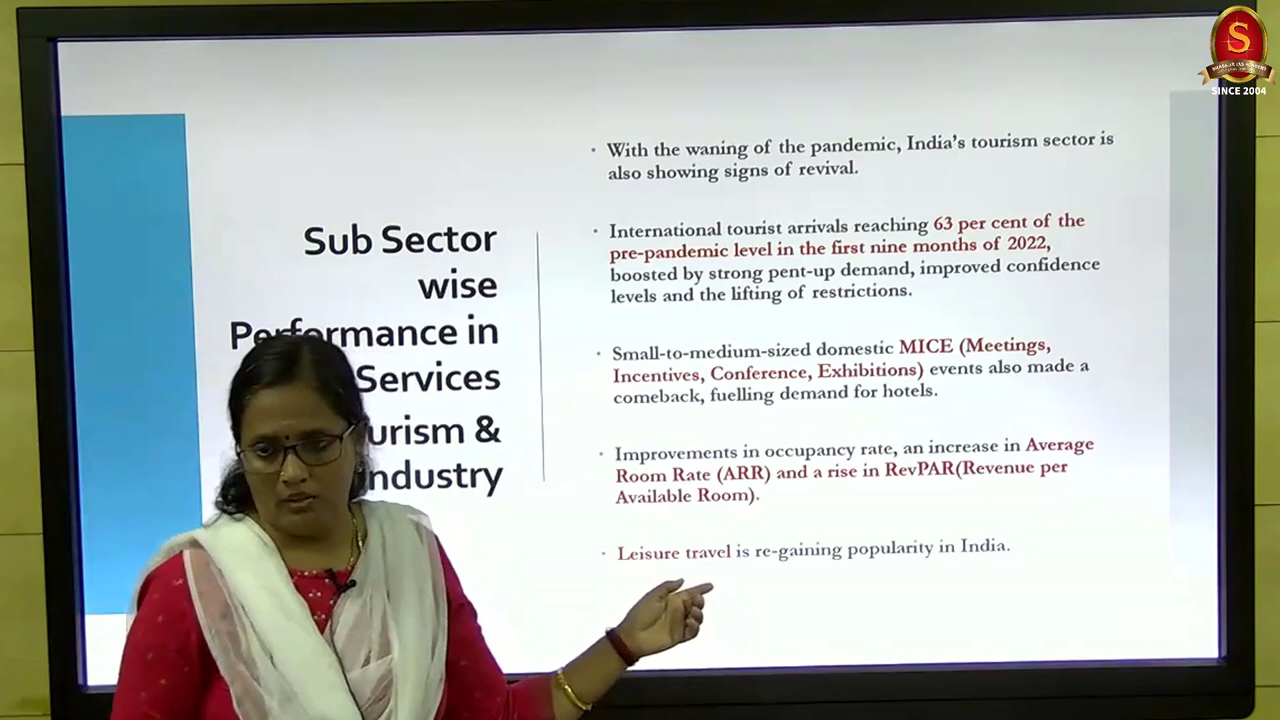 Sub Sector
wise
Performance in
Services
urism &
ndustry
• With the waning of the pandemic, India's tourism sector is
also showing signs of revival.
• International tourist arrivals reaching 63 per cent of the
pre-pandemic level in the first nine months of 2022,
boosted by strong pent-up demand, improved confidence
levels and the lifting of restrictions.
• Small-to-medium-sized domestic MICE (Meetings,
Incentives, Conference, Exhibitions) events also made a
comeback, fuelling demand for hotels.
• Improvements in occupancy rate, an increase in Average
Room Rate (ARR) and a rise in RevPAR(Revenue per
Available Room).
• Leisure travel is re-gaining popularity in India.
S
SHANKAR IAS ACADEMY
SINCE 2004